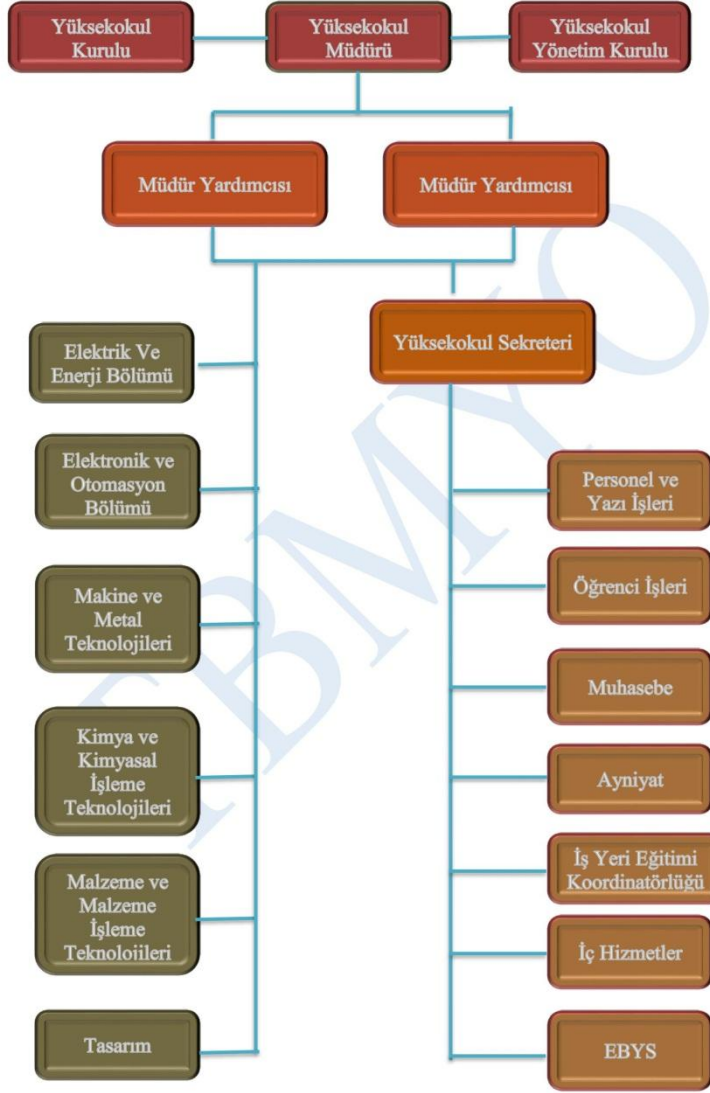 Yüksekokul
Kurulu
Yüksekokul
Müdürü
Yüksekokul
Yönetim Kurulu
Müdür Yardımcısı
Müdür Yardımcısı
Yüksekokul Sekreteri
Elektrik Ve
Enerji Bölümü
Elektronik ve
Otomasyon
Bölümü
Makine ve
Metal
Teknolojileri
Kimya ve
Kimyasal
İşleme
Teknolojileri
Malzeme ve
Malzeme
İşleme
Teknolojileri
Tasarım
Personel ve
Yazı İşleri
Öğrenci İşleri
Muhasebe
Ayniyat
İş Yeri Eğitimi
Koordinatörlüğü
İç Hizmetler
EBYS